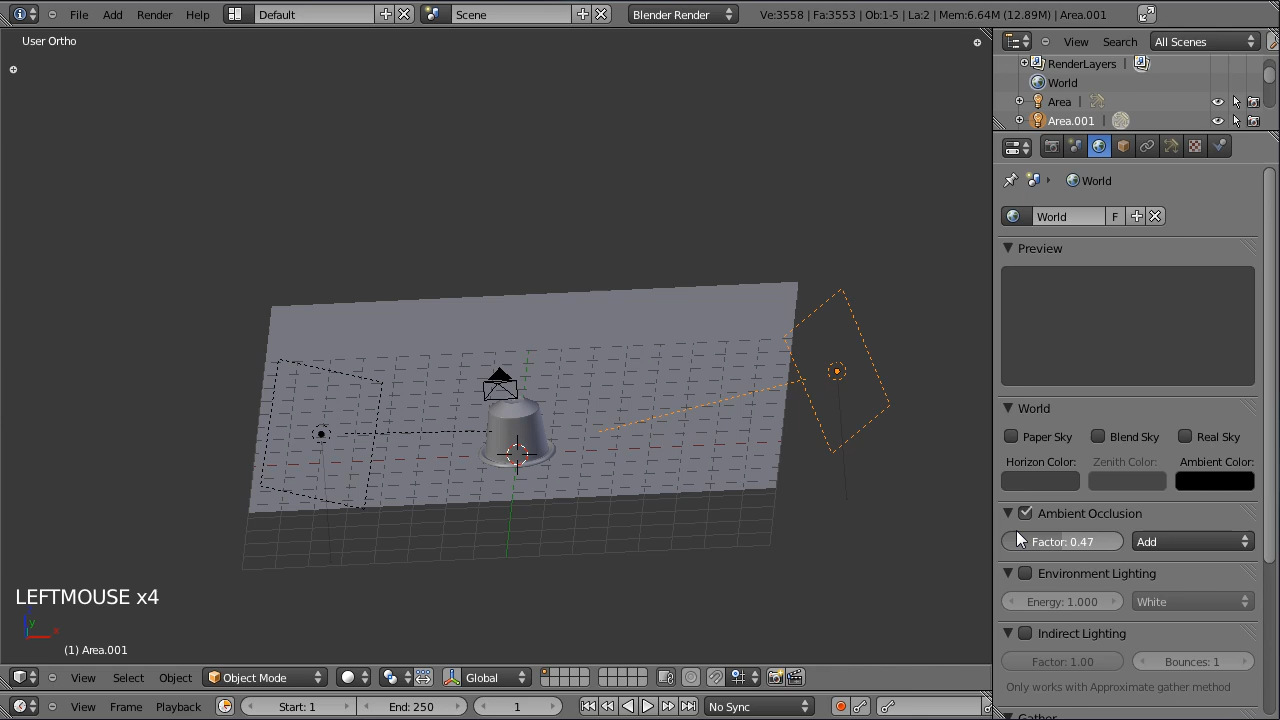 File Add Render Help Default Scene Blender Render Ve:3558 | Fa:3553 | Ob:1-5 | La:2 | Mem:6.64M (12.89M) | Area.001
User Ortho
View Search All Scenes
RenderLayers |
World
Area |
Area.001 |
World
World F
Preview
World
Paper Sky Blend Sky Real Sky
Horizon Color: Zenith Color: Ambient Color:
Ambient Occlusion
Factor: 0.47 Add
Environment Lighting
Energy: 1.000 White
Indirect Lighting
Factor: 1.00 Bounces: 1
Only works with Approximate gather method
LEFTMOUSE x4
y
x
(1) Area.001
View Select Object Object Mode Global
View Frame Playback Start: 1 End: 250 1 No Sync